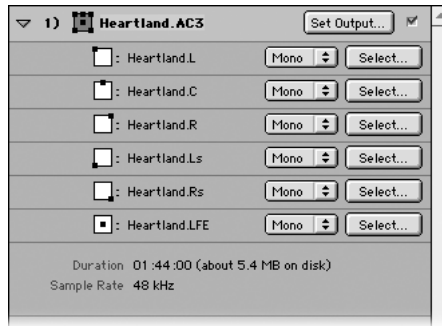 1) Heartland.AC3 Set Output...
: Heartland.L Mono Select...
: Heartland.C Mono Select...
: Heartland.R Mono Select...
: Heartland.Ls Mono Select...
: Heartland.Rs Mono Select...
: Heartland.LFE Mono Select...
Duration 01:44:00 (about 5.4 MB on disk)
Sample Rate 48 kHz